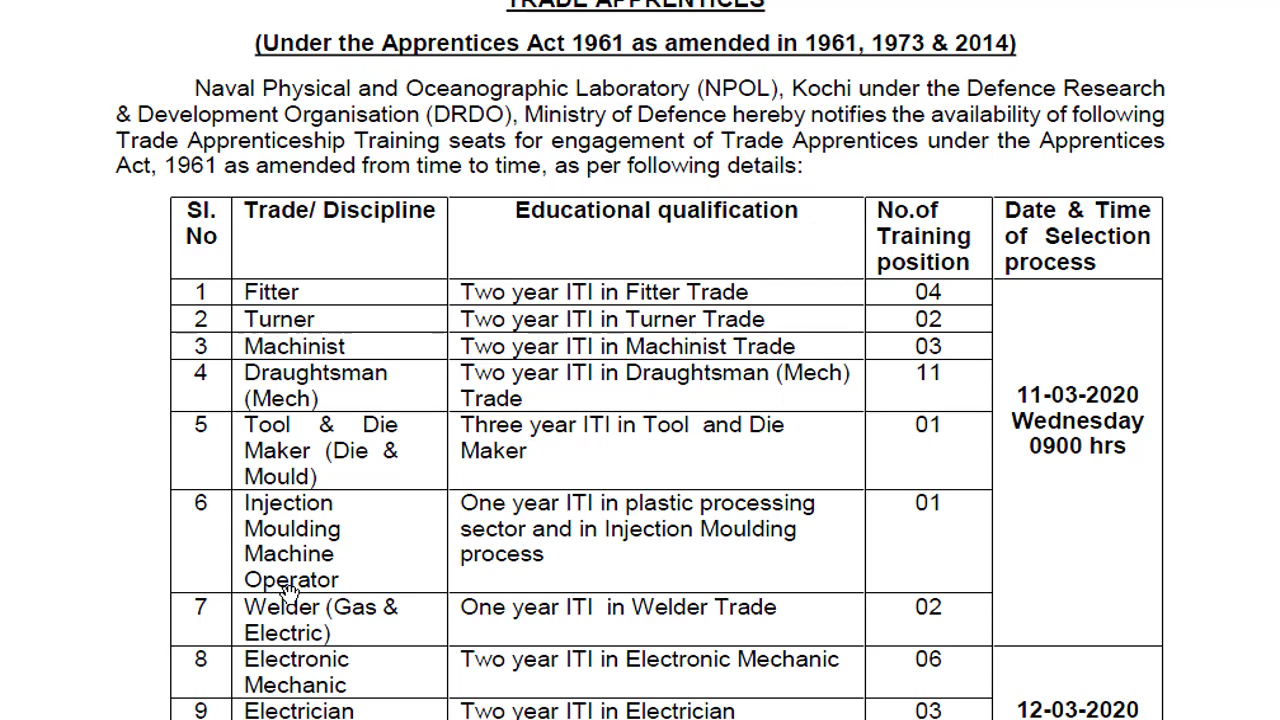 TRADE APPRENTICES
(Under the Apprentices Act 1961 as amended in 1961, 1973 & 2014)
Naval Physical and Oceanographic Laboratory (NPOL), Kochi under the Defence Research
& Development Organisation (DRDO), Ministry of Defence hereby notifies the availability of following
Trade Apprenticeship Training seats for engagement of Trade Apprentices under the Apprentices
Act, 1961 as amended from time to time, as per following details:
Sl. No Trade/ Discipline Educational qualification No.of Training position Date & Time of Selection process
1 Fitter Two year ITI in Fitter Trade 04
2 Turner Two year ITI in Turner Trade 02
3 Machinist Two year ITI in Machinist Trade 03
4 Draughtsman (Mech) Two year ITI in Draughtsman (Mech) Trade 11
11-03-2020
Wednesday
0900 hrs
5 Tool & Die Maker (Die & Mould) Three year ITI in Tool and Die Maker 01
6 Injection Moulding Machine Operator One year ITI in plastic processing sector and in Injection Moulding process 01
7 Welder (Gas & Electric) One year ITI in Welder Trade 02
8 Electronic Mechanic Two year ITI in Electronic Mechanic 06
9 Electrician Two year ITI in Electrician 03
12-03-2020